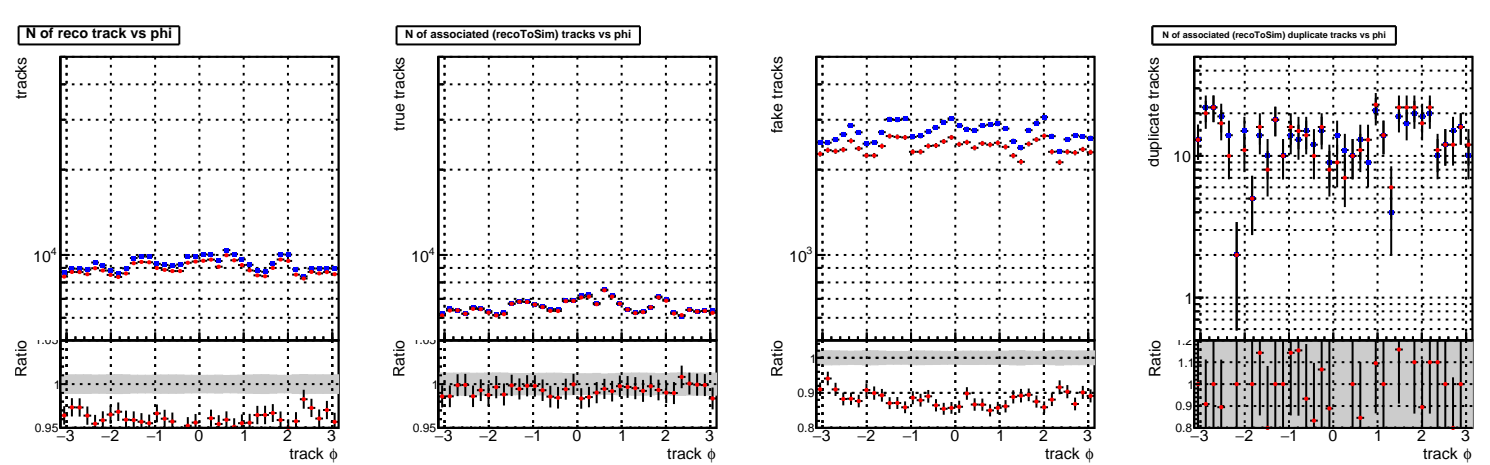 N of reco track vs phi
tracks
10^4
Ratio
1
0.95
−3 −2 −1 0 1 2 3
track ϕ
N of associated (recoToSim) tracks vs phi
true tracks
10^4
Ratio
1
0.95
−3 −2 −1 0 1 2 3
track ϕ
fake tracks
10^3
Ratio
1
0.9
0.8
−3 −2 −1 0 1 2 3
track ϕ
N of associated (recoToSim) duplicate tracks vs phi
duplicate tracks
10
1
Ratio
1.2
1.1
1
0.9
0.8
−3 −2 −1 0 1 2 3
track ϕ